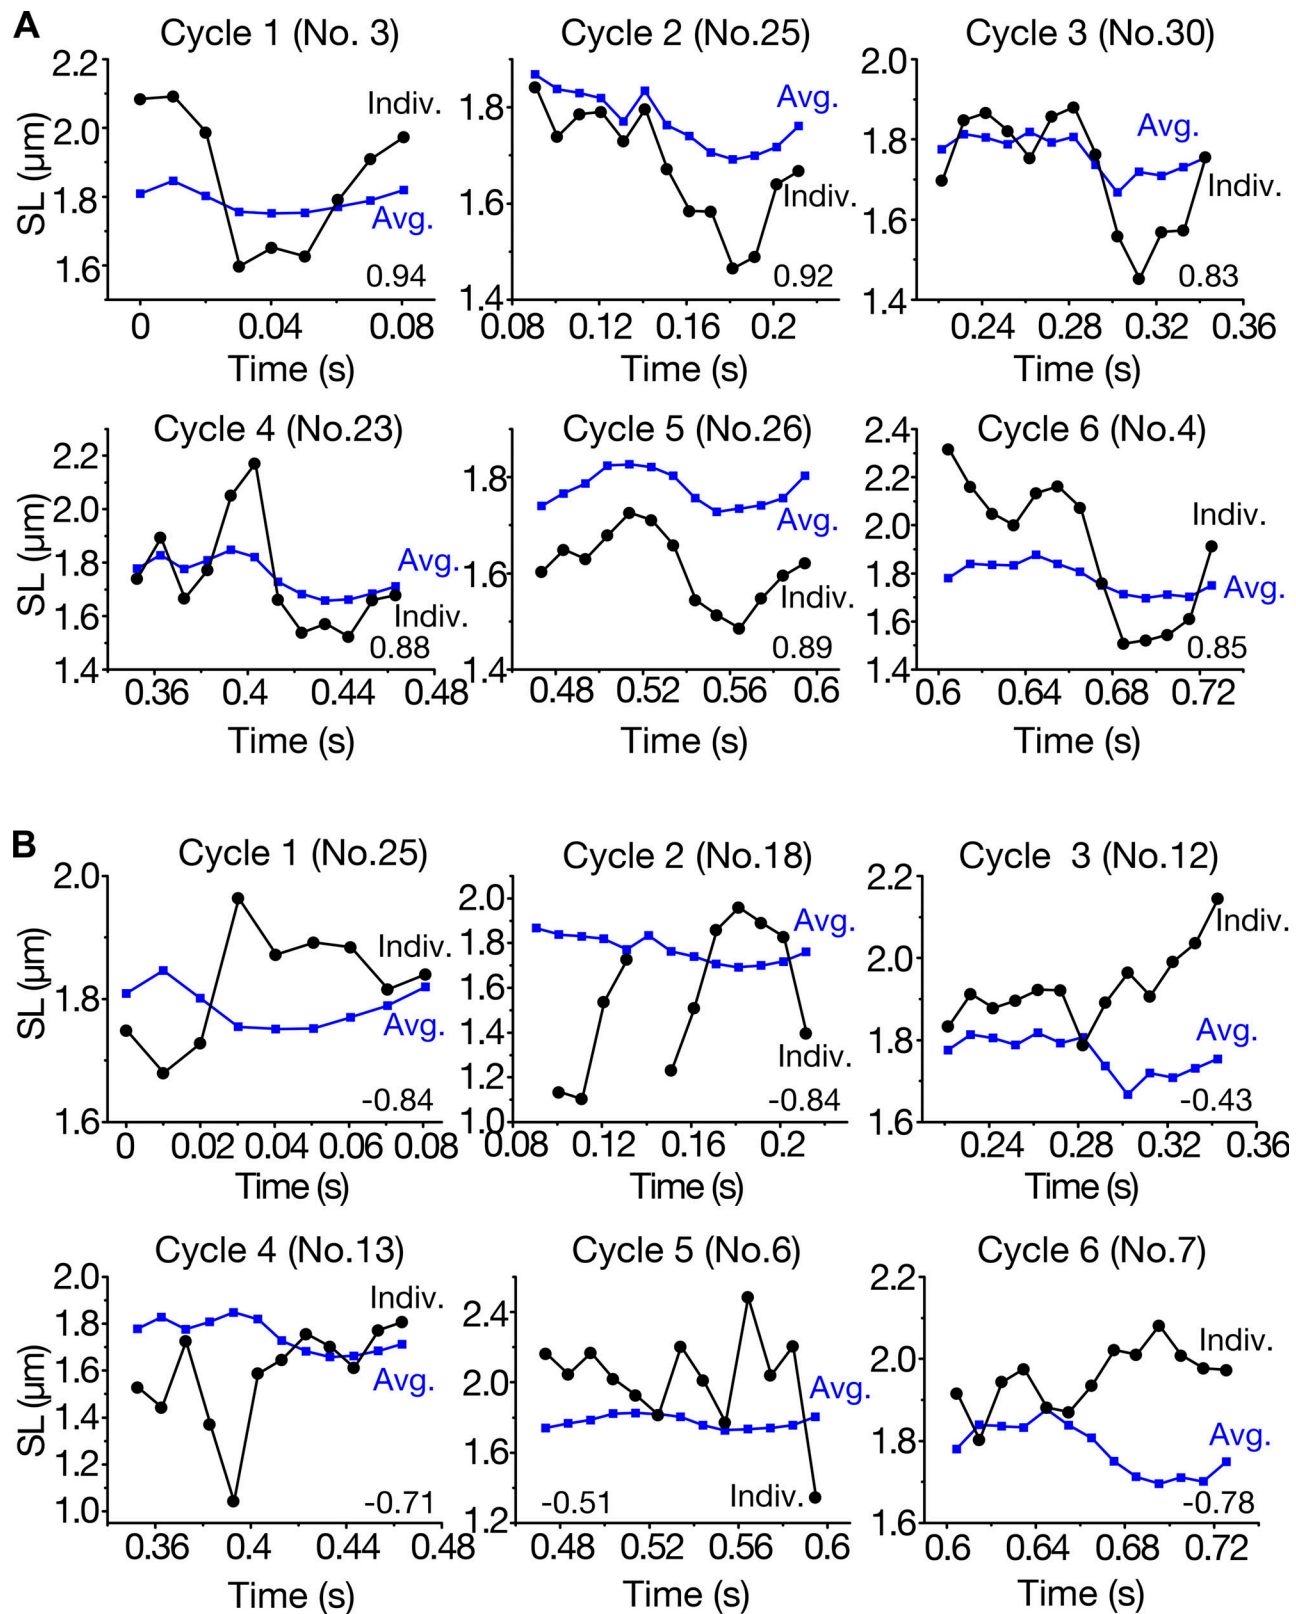 A
Cycle 1 (No. 3)
Cycle 2 (No.25)
Cycle 3 (No.30)
SL (µm)
2.2
2.0
1.8
1.6
Indiv.
Avg.
0.94
0
0.04
0.08
Time (s)
1.8
1.6
1.4
Avg.
Indiv.
0.92
0.08
0.12
0.16
0.2
Time (s)
2.0
1.8
1.6
1.4
Avg.
Indiv.
0.83
0.24
0.28
0.32
0.36
Time (s)
Cycle 4 (No.23)
Cycle 5 (No.26)
Cycle 6 (No.4)
SL (µm)
2.2
2.0
1.8
1.6
1.4
Avg.
Indiv.
0.88
0.36
0.4
0.44
0.48
Time (s)
1.8
1.6
1.4
Avg.
Indiv.
0.89
0.48
0.52
0.56
0.6
Time (s)
2.4
2.2
2.0
1.8
1.6
1.4
Indiv.
Avg.
0.85
0.6
0.64
0.68
0.72
Time (s)
B
Cycle 1 (No.25)
Cycle 2 (No.18)
Cycle 3 (No.12)
SL (µm)
2.0
1.8
1.6
Indiv.
Avg.
-0.84
0
0.02
0.04
0.06
0.08
Time (s)
2.0
1.8
1.6
1.4
1.2
1.0
Avg.
Indiv.
-0.84
0.08
0.12
0.16
0.2
Time (s)
2.2
2.0
1.8
1.6
Indiv.
Avg.
-0.43
0.24
0.28
0.32
0.36
Time (s)
Cycle 4 (No.13)
Cycle 5 (No.6)
Cycle 6 (No.7)
SL (µm)
2.0
1.8
1.6
1.4
1.2
1.0
Indiv.
Avg.
-0.71
0.36
0.4
0.44
0.48
Time (s)
2.4
2.0
1.6
1.2
Avg.
-0.51
Indiv.
0.48
0.52
0.56
0.6
Time (s)
2.2
2.0
1.8
1.6
Indiv.
Avg.
-0.78
0.6
0.64
0.68
0.72
Time (s)